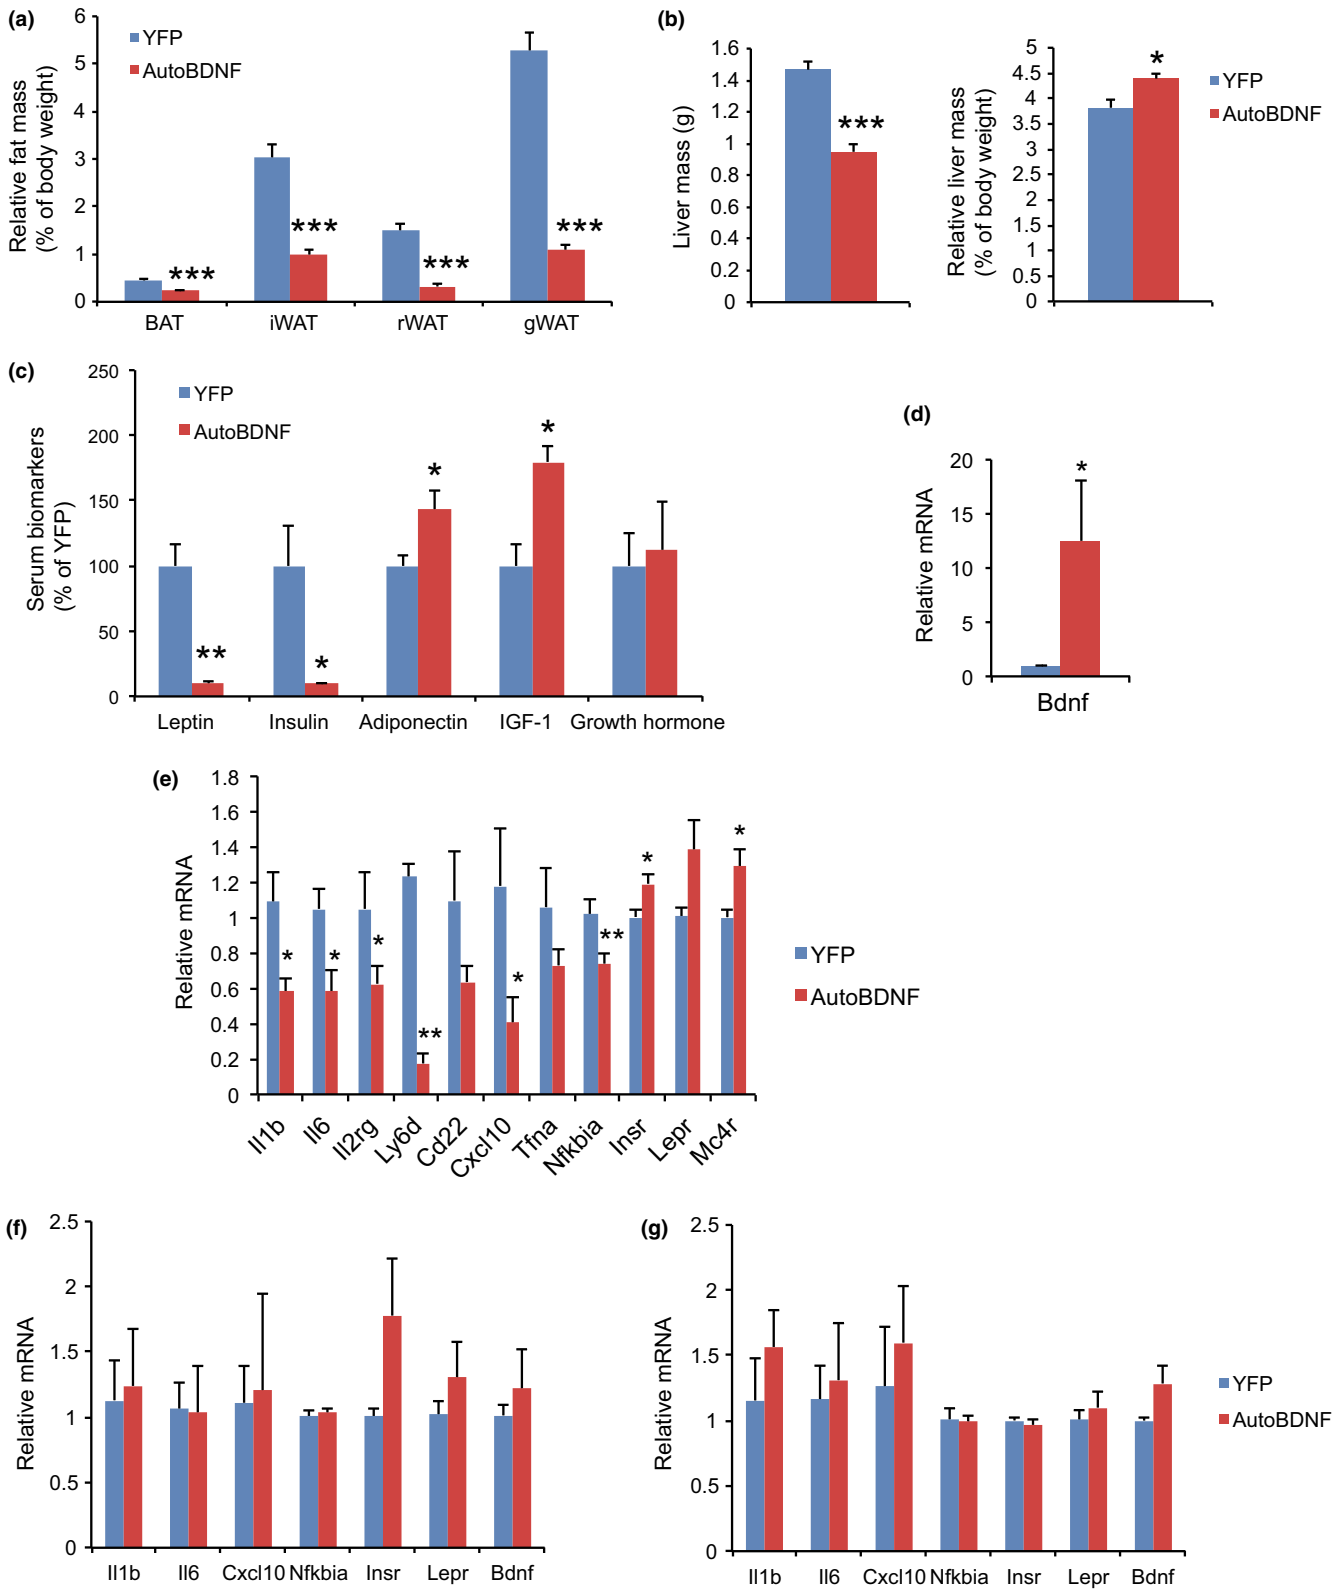 (a)
Relative fat mass
(% of body weight)
6
5
4
3
2
1
0
YFP
AutoBDNF
***
***
***
***
BAT
iWAT
rWAT
gWAT
(b)
Liver mass (g)
1.6
1.4
1.2
1
0.8
0.6
0.4
0.2
0
***
Relative liver mass
(% of body weight)
5
4.5
4
3.5
3
2.5
2
1.5
1
0.5
0
*
YFP
AutoBDNF
(c)
Serum biomarkers
(% of YFP)
250
200
150
100
50
0
YFP
AutoBDNF
**
*
*
*
Leptin
Insulin
Adiponectin
IGF-1
Growth hormone
(d)
Relative mRNA
20
15
10
5
0
*
Bdnf
(e)
Relative mRNA
1.8
1.6
1.4
1.2
1
0.8
0.6
0.4
0.2
0
*
*
*
**
*
**
*
*
Il1b
Il6
Il2rg
Ly6d
Cd22
Cxcl10
Tfna
Nfkbia
Insr
Lepr
Mc4r
YFP
AutoBDNF
(f)
Relative mRNA
2.5
2
1.5
1
0.5
0
Il1b
Il6
Cxcl10
Nfkbia
Insr
Lepr
Bdnf
(g)
Relative mRNA
2.5
2
1.5
1
0.5
0
Il1b
Il6
Cxcl10
Nfkbia
Insr
Lepr
Bdnf
YFP
AutoBDNF